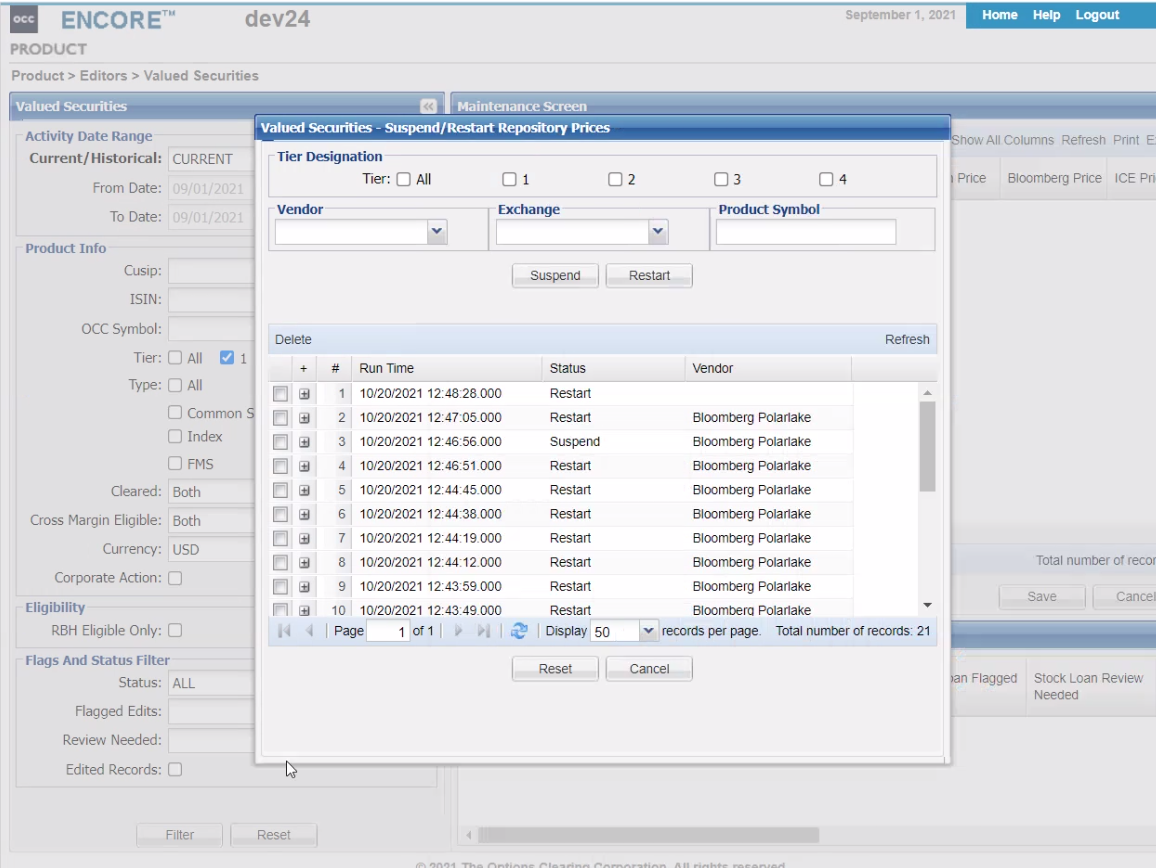 occ ENCORE™ dev24 September 1, 2021 Home Help Logout
PRODUCT
Product > Editors > Valued Securities
Valued Securities «
Maintenance Screen
Activity Date Range
Current/Historical: CURRENT
From Date: 09/01/2021
To Date: 09/01/2021
Product Info
Cusip:
ISIN:
OCC Symbol:
Tier: All 1
Type: All
Common S
Index
FMS
Cleared: Both
Cross Margin Eligible: Both
Currency: USD
Corporate Action:
Eligibility
RBH Eligible Only:
Flags And Status Filter
Status: ALL
Flagged Edits:
Review Needed:
Edited Records:
Filter Reset
Valued Securities - Suspend/Restart Repository Prices
Tier Designation
Tier: All 1 2 3 4
Vendor Exchange Product Symbol
Suspend Restart
Delete Refresh
+ # Run Time Status Vendor
1 10/20/2021 12:48:28.000 Restart
2 10/20/2021 12:47:05.000 Restart Bloomberg Polarlake
3 10/20/2021 12:46:56.000 Suspend Bloomberg Polarlake
4 10/20/2021 12:46:51.000 Restart Bloomberg Polarlake
5 10/20/2021 12:44:45.000 Restart Bloomberg Polarlake
6 10/20/2021 12:44:38.000 Restart Bloomberg Polarlake
7 10/20/2021 12:44:19.000 Restart Bloomberg Polarlake
8 10/20/2021 12:44:12.000 Restart Bloomberg Polarlake
9 10/20/2021 12:43:59.000 Restart Bloomberg Polarlake
10 10/20/2021 12:43:49.000 Restart Bloomberg Polarlake
Page 1 of 1 Display 50 records per page. Total number of records: 21
Reset Cancel
Show All Columns Refresh Print E
Price Bloomberg Price ICE Pri
Total number of recor
Save Cancel
an Flagged Stock Loan Review
Needed
© 2021 The Options Clearing Corporation. All rights reserved.